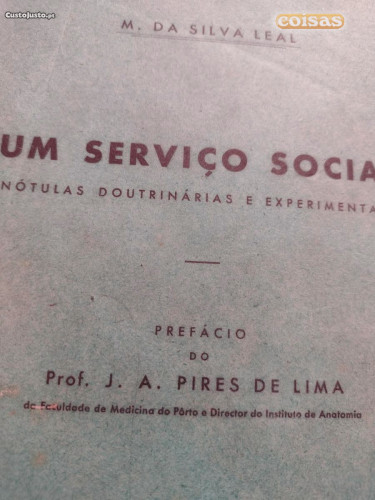 CustoJusto.pt
coisas
M. DA SILVA LEAL
UM SERVIÇO SOCIA
NÓTULAS DOUTRINÁRIAS E EXPERIMENTA
PREFÁCIO
DO
Prof. J. A. PIRES DE LIMA
da Faculdade de Medicina do Pôrto e Director do Instituto de Anatomia